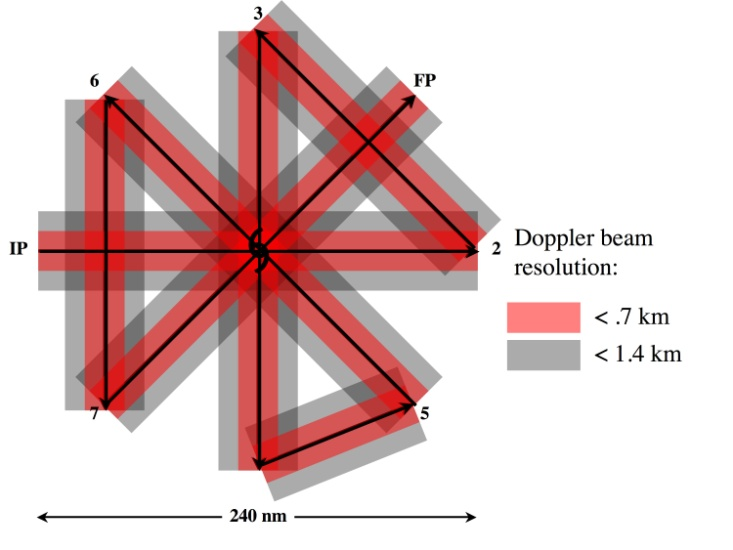 3
6
FP
IP
2
Doppler beam
resolution:
< .7 km
< 1.4 km
7
5
240 nm